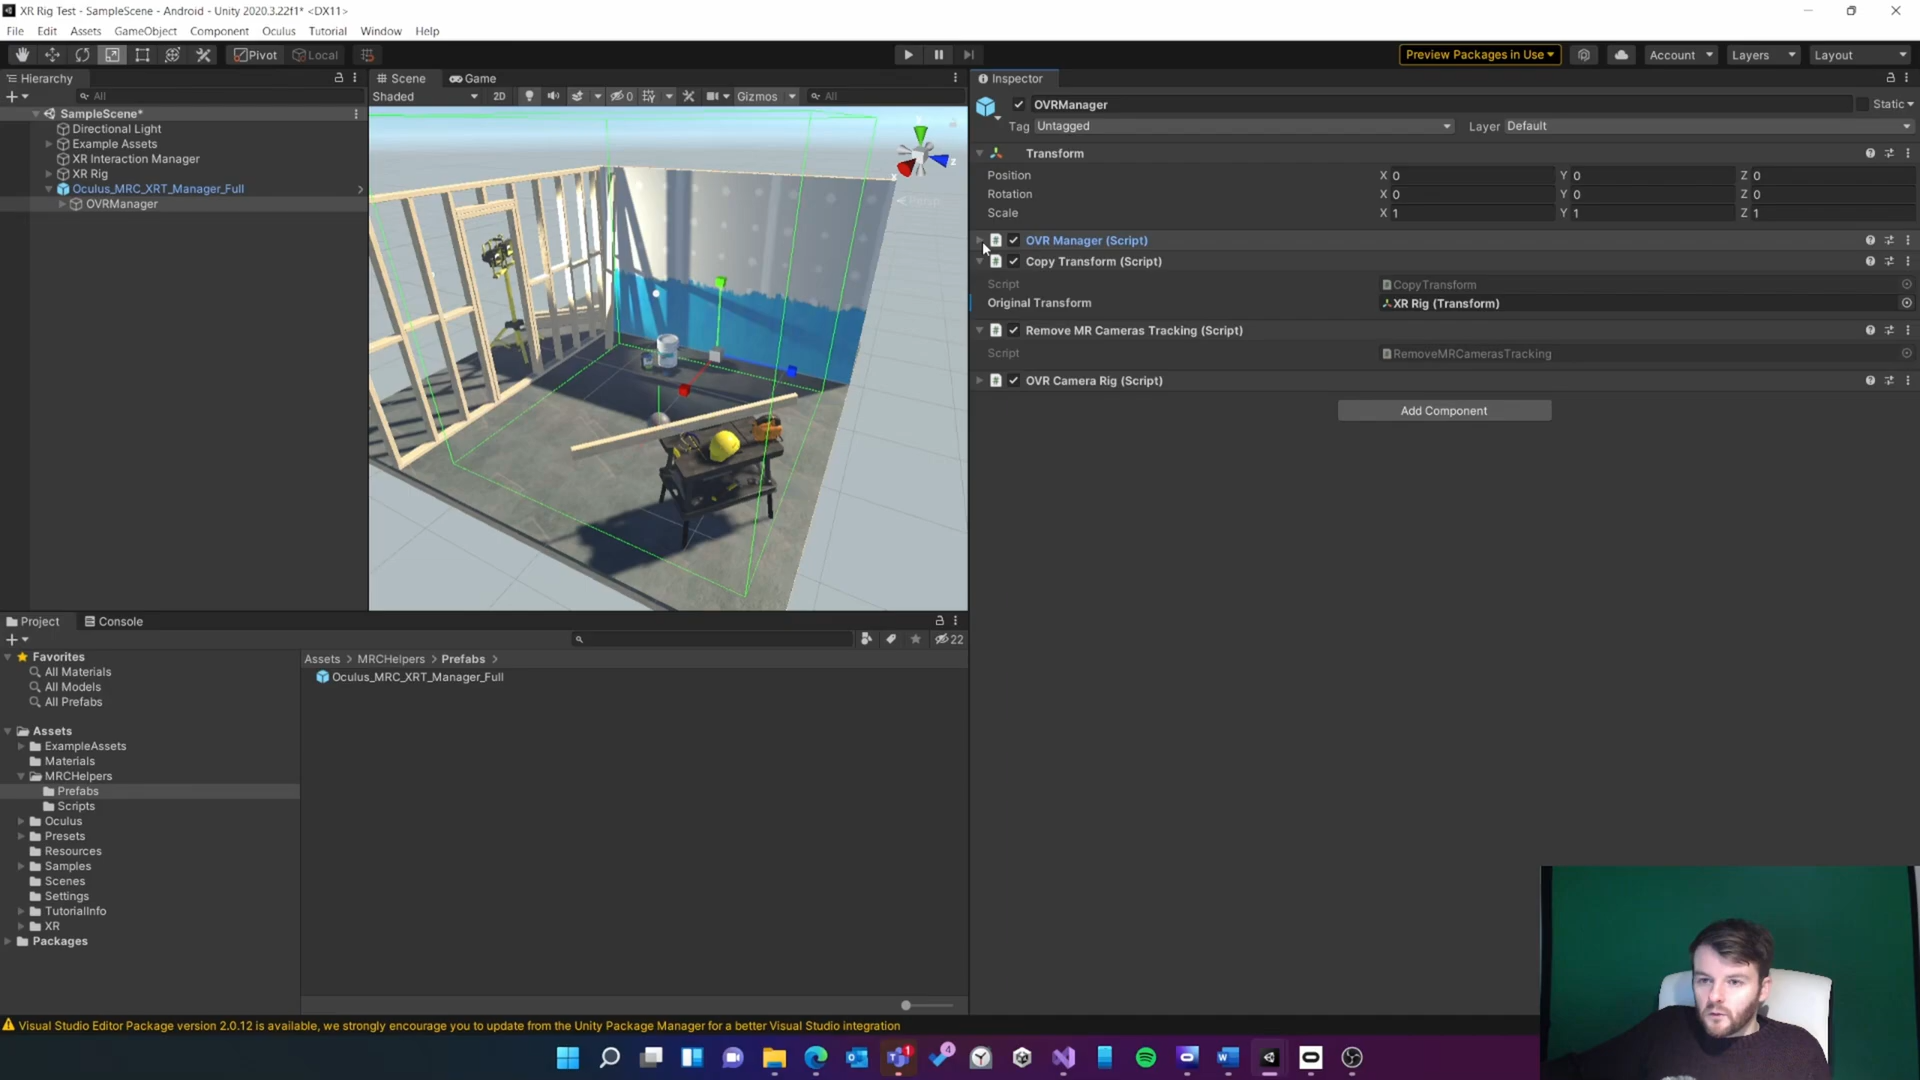 XR Rig Test - SampleScene - Android - Unity 2020.3.22f1* <DX11>
File Edit Assets GameObject Component Oculus Tutorial Window Help
Pivot Local Preview Packages in Use Account Layers Layout
Hierarchy
All
SampleScene*
Directional Light
Example Assets
XR Interaction Manager
XR Rig
Oculus_MRC_XRT_Manager_Full
OVRManager
Scene Game
Shaded 2D 0 Gizmos All
y
x
z
Persp
Inspector
OVRManager Static
Tag Untagged Layer Default
Transform
Position X 0 Y 0 Z 0
Rotation X 0 Y 0 Z 0
Scale X 1 Y 1 Z 1
OVR Manager (Script)
Copy Transform (Script)
Script CopyTransform
Original Transform XR Rig (Transform)
Remove MR Cameras Tracking (Script)
Script RemoveMRCamerasTracking
OVR Camera Rig (Script)
Add Component
Project Console
22
Favorites
All Materials
All Models
All Prefabs
Assets
ExampleAssets
Materials
MRCHelpers
Prefabs
Scripts
Oculus
Presets
Resources
Samples
Scenes
Settings
TutorialInfo
XR
Packages
Assets > MRCHelpers > Prefabs >
Oculus_MRC_XRT_Manager_Full
Visual Studio Editor Package version 2.0.12 is available, we strongly encourage you to update from the Unity Package Manager for a better Visual Studio integration
1
4